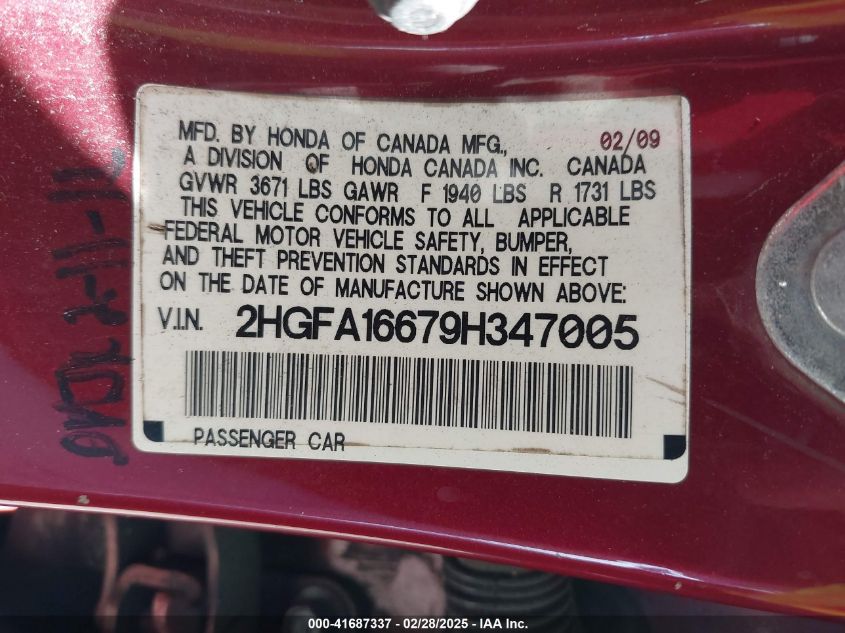 MFD. BY HONDA OF CANADA MFG., 02/09
A DIVISION OF HONDA CANADA INC. CANADA
GVWR 3671 LBS GAWR F 1940 LBS R 1731 LBS
THIS VEHICLE CONFORMS TO ALL APPLICABLE
FEDERAL MOTOR VEHICLE SAFETY, BUMPER,
AND THEFT PREVENTION STANDARDS IN EFFECT
ON THE DATE OF MANUFACTURE SHOWN ABOVE:
V.I.N. 2HGFA16679H347005
PASSENGER CAR
000-41687337 - 02/28/2025 - IAA Inc.